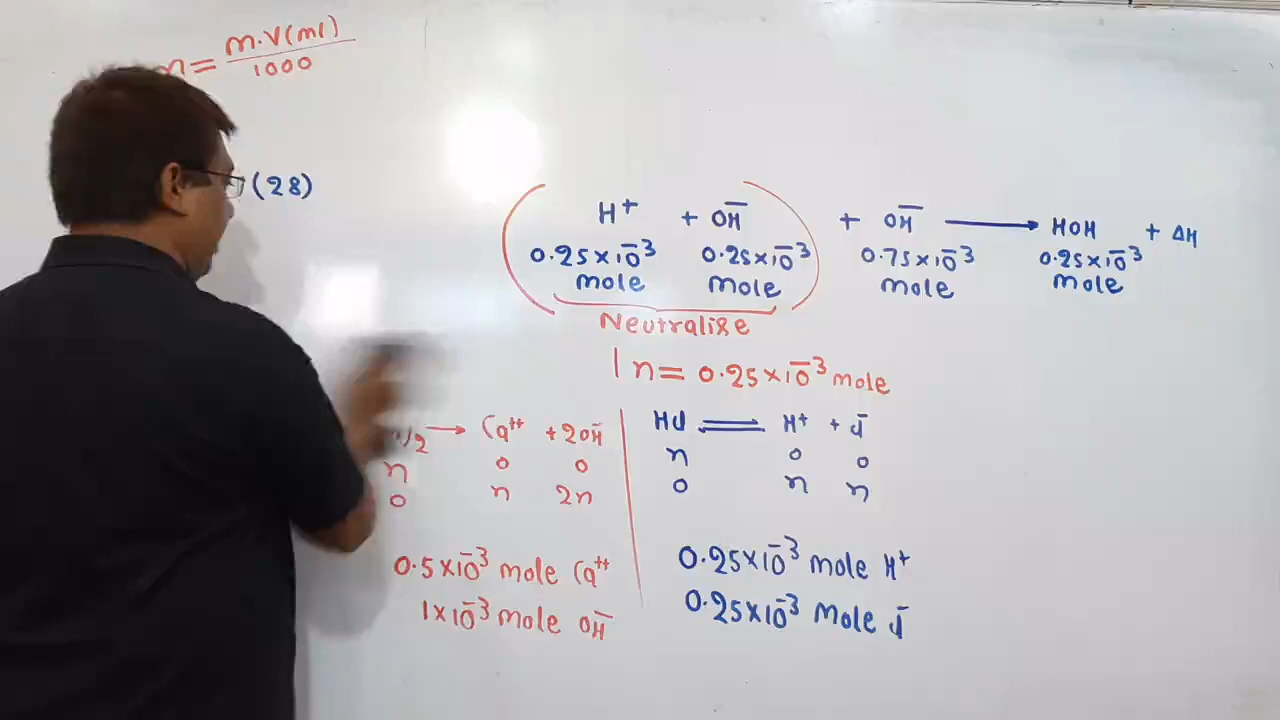 n = m.V(ml)
1000
(28)
H⁺ + OH⁻ + OH⁻ ⟶ HOH + ΔH
0.25×10⁻³ 0.25×10⁻³ 0.75×10⁻³ 0.25×10⁻³
mole mole mole mole
Neutralise
n = 0.25×10⁻³ mole
)2 → Ca⁺⁺ + 2OH⁻
n 0 0
0 n 2n
0.5×10⁻³ mole Ca⁺⁺
1×10⁻³ mole OH⁻
HCl ⇌ H⁺ + Cl⁻
n 0 0
0 n n
0.25×10⁻³ mole H⁺
0.25×10⁻³ mole Cl⁻